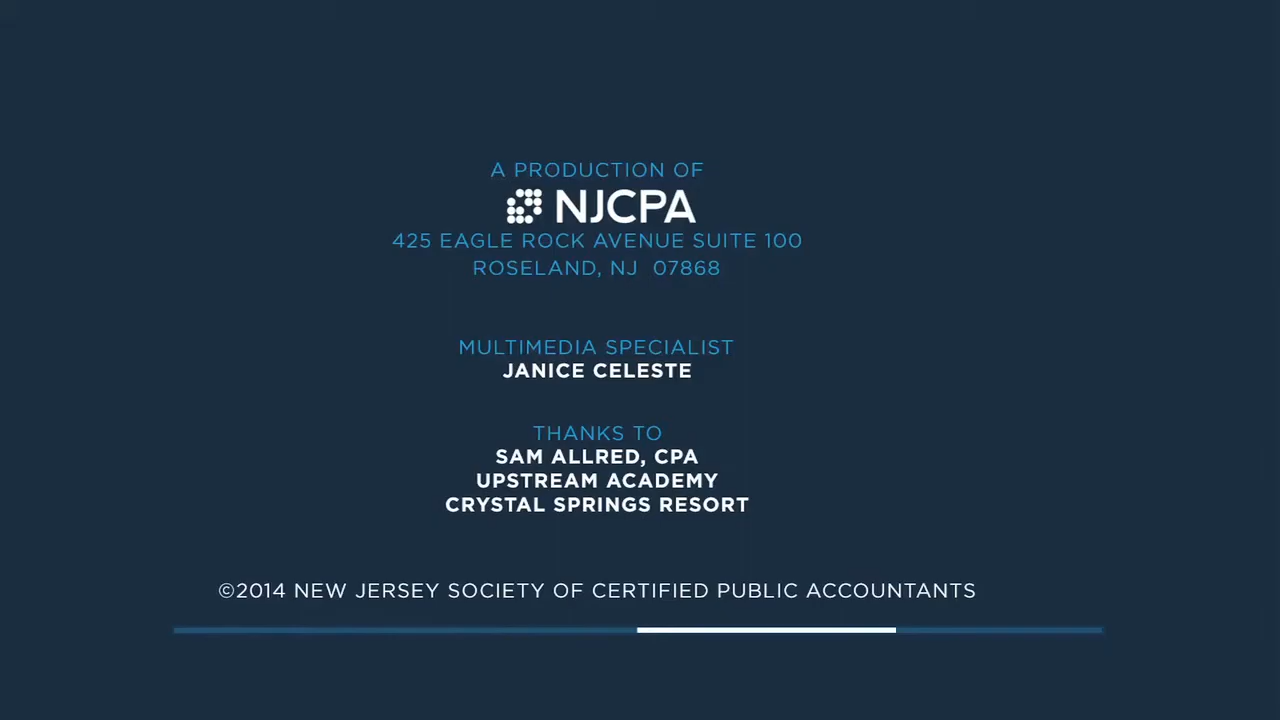 A PRODUCTION OF
NJCPA
425 EAGLE ROCK AVENUE SUITE 100
ROSELAND, NJ  07868
MULTIMEDIA SPECIALIST
JANICE CELESTE
THANKS TO
SAM ALLRED, CPA
UPSTREAM ACADEMY
CRYSTAL SPRINGS RESORT
©2014 NEW JERSEY SOCIETY OF CERTIFIED PUBLIC ACCOUNTANTS